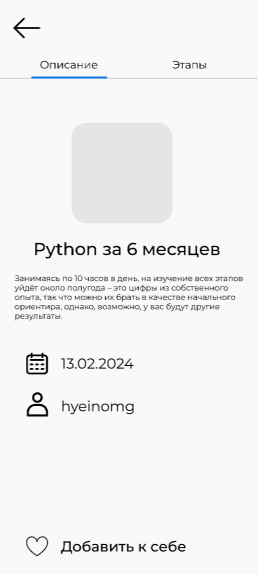 Описание Этапы
Python за 6 месяцев
Занимаясь по 10 часов в день, на изучение всех этапов
уйдёт около полугода – это цифры из собственного
опыта, так что можно их брать в качестве начального
ориентира, однако, возможно, у вас будут другие
результаты.
13.02.2024
hyeinomg
Добавить к себе